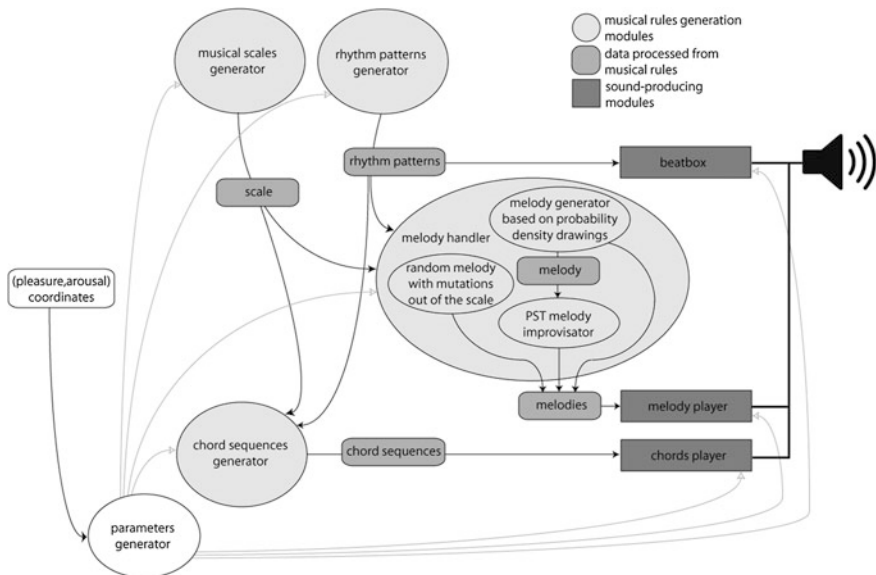 musical scales
generator
rhythm patterns
generator
musical rules generation
modules
data processed from
musical rules
sound-producing
modules
rhythm patterns
beatbox
scale
melody handler
melody generator
based on probability
density drawings
melody
random melody
with mutations
out of the scale
PST melody
improvisator
(pleasure,arousal)
coordinates
melodies
melody player
chord sequences
generator
chord sequences
chords player
parameters
generator